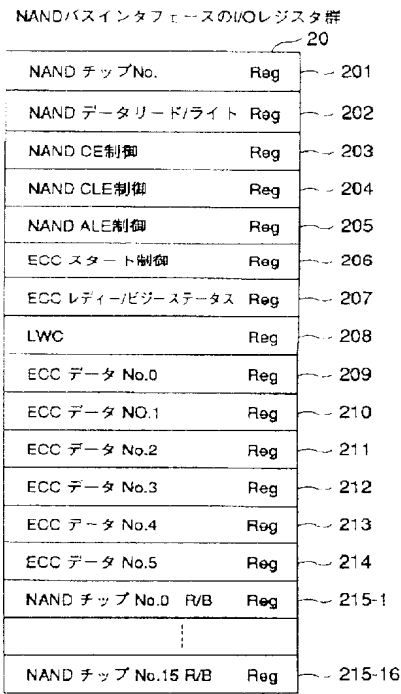 NANDバスインタフェースのI/Oレジスタ群
20
NAND チップNo. Reg 201
NAND データリード/ライト Reg 202
NAND CE制御 Reg 203
NAND CLE制御 Reg 204
NAND ALE制御 Reg 205
ECC スタート制御 Reg 206
ECC レディー/ビジーステータス Reg 207
LWC Reg 208
ECC データ No.0 Reg 209
ECC データ NO.1 Reg 210
ECC データ No.2 Reg 211
ECC データ No.3 Reg 212
ECC データ No.4 Reg 213
ECC データ No.5 Reg 214
NAND チップ No.0 R/B Reg 215-1
NAND チップ No.15 R/B Reg 215-16